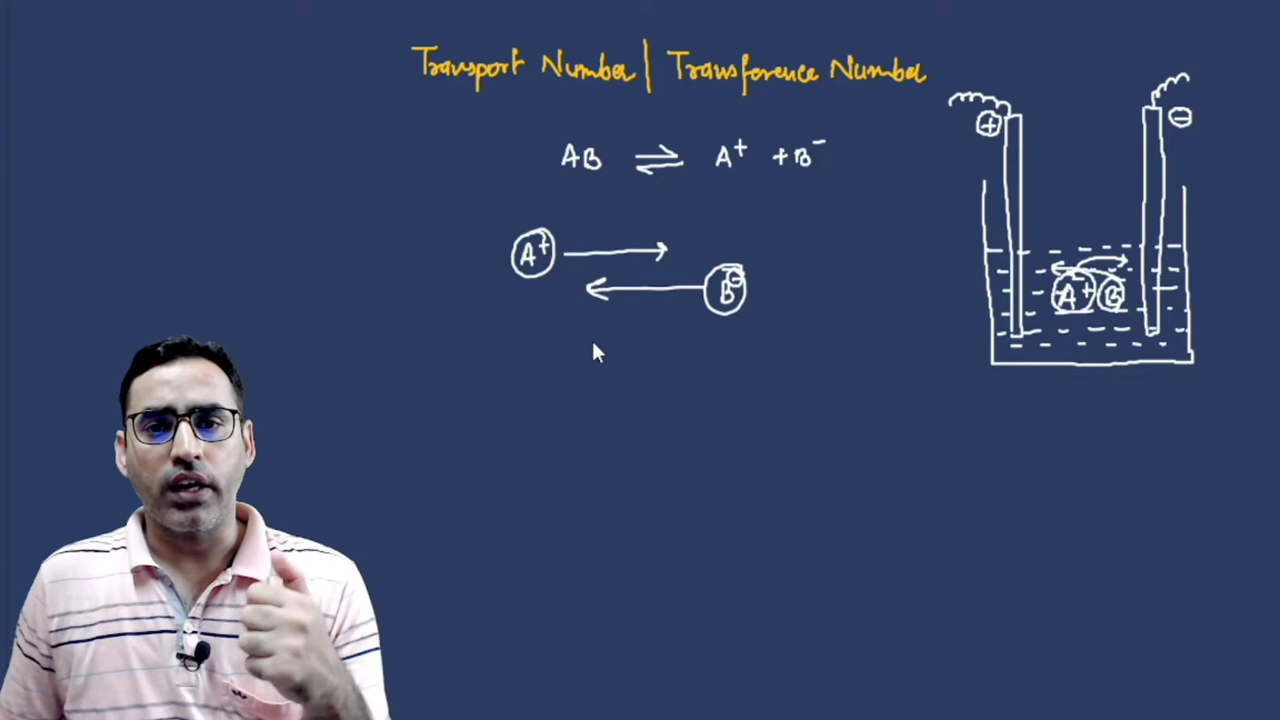 Transport Number | Transference Number
AB ⇌ A⁺ + B⁻
A⁺
B⁻
+
−
A⁺ B